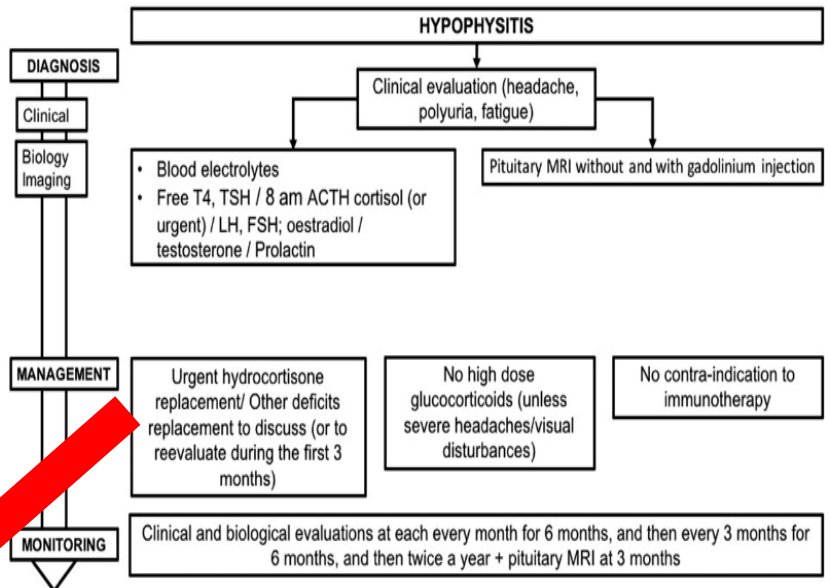 HYPOPHYSITIS
DIAGNOSIS
Clinical evaluation (headache,
polyuria, fatigue)
Clinical
Biology
Imaging
• Blood electrolytes
• Free T4, TSH / 8 am ACTH cortisol (or
urgent) / LH, FSH; oestradiol /
testosterone / Prolactin
Pituitary MRI without and with gadolinium injection
MANAGEMENT
Urgent hydrocortisone
replacement/ Other deficits
replacement to discuss (or to
reevaluate during the first 3
months)
No high dose
glucocorticoids (unless
severe headaches/visual
disturbances)
No contra-indication to
immunotherapy
MONITORING
Clinical and biological evaluations at each every month for 6 months, and then every 3 months for
6 months, and then twice a year + pituitary MRI at 3 months